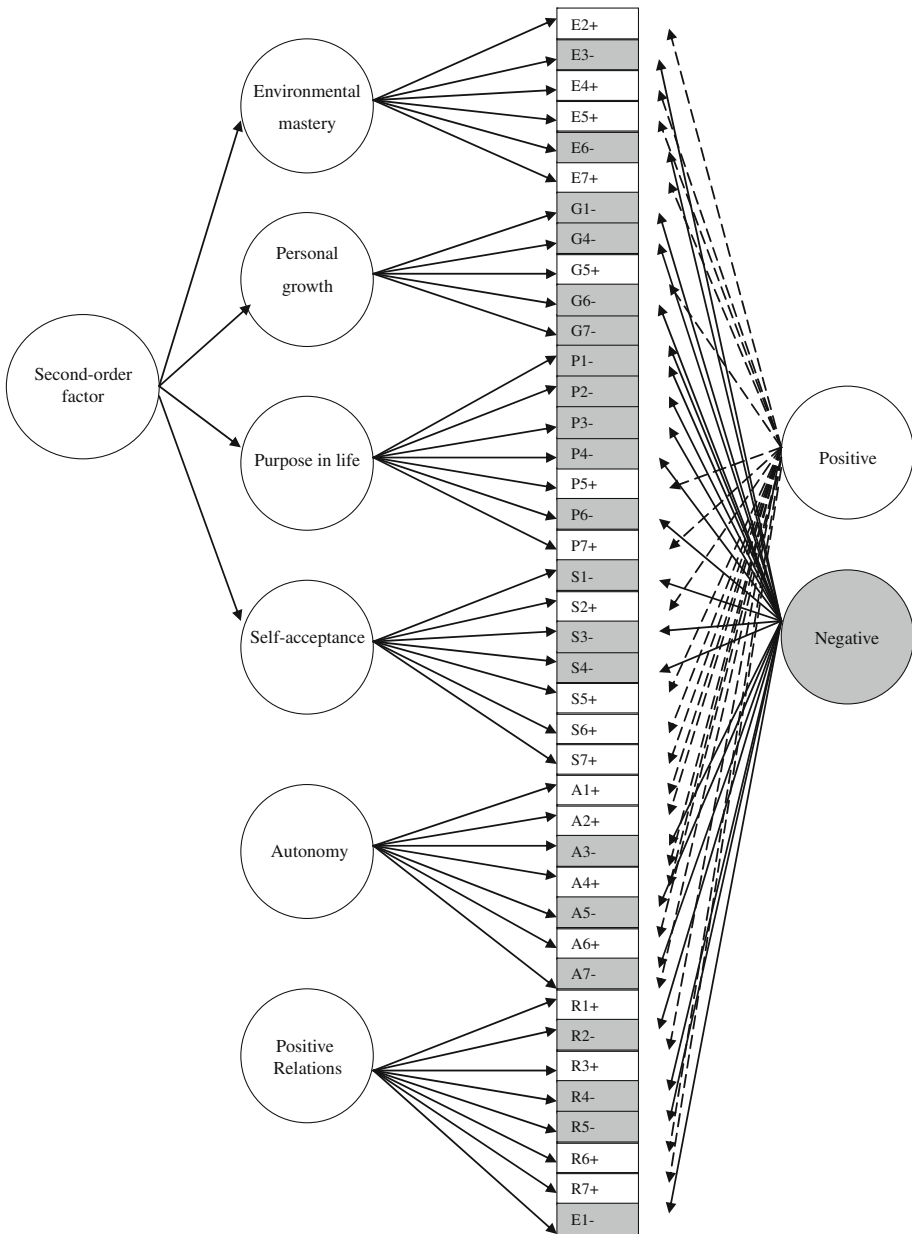 Second-order
factor
Environmental
mastery
Personal
growth
Purpose in life
Self-acceptance
Autonomy
Positive
Relations
E2+
E3-
E4+
E5+
E6-
E7+
G1-
G4-
G5+
G6-
G7-
P1-
P2-
P3-
P4-
P5+
P6-
P7+
S1-
S2+
S3-
S4-
S5+
S6+
S7+
A1+
A2+
A3-
A4+
A5-
A6+
A7-
R1+
R2-
R3+
R4-
R5-
R6+
R7+
E1-
Positive
Negative